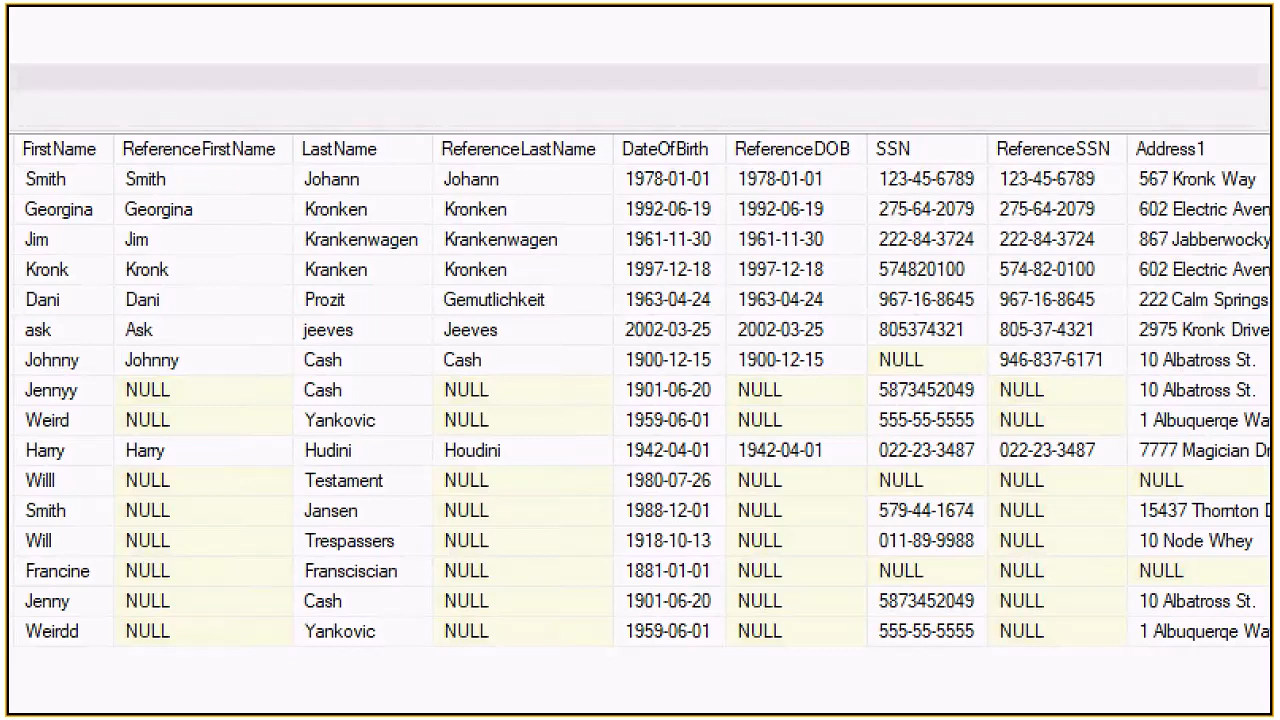 FirstName ReferenceFirstName LastName ReferenceLastName DateOfBirth ReferenceDOB SSN ReferenceSSN Address1
Smith Smith Johann Johann 1978-01-01 1978-01-01 123-45-6789 123-45-6789 567 Kronk Way
Georgina Georgina Kronken Kronken 1992-06-19 1992-06-19 275-64-2079 275-64-2079 602 Electric Aven
Jim Jim Krankenwagen Krankenwagen 1961-11-30 1961-11-30 222-84-3724 222-84-3724 867 Jabberwocky
Kronk Kronk Kranken Kronken 1997-12-18 1997-12-18 574820100 574-82-0100 602 Electric Aven
Dani Dani Prozit Gemutlichkeit 1963-04-24 1963-04-24 967-16-8645 967-16-8645 222 Calm Springs
ask Ask jeeves Jeeves 2002-03-25 2002-03-25 805374321 805-37-4321 2975 Kronk Drive
Johnny Johnny Cash Cash 1900-12-15 1900-12-15 NULL 946-837-6171 10 Albatross St.
Jennyy NULL Cash NULL 1901-06-20 NULL 5873452049 NULL 10 Albatross St.
Weird NULL Yankovic NULL 1959-06-01 NULL 555-55-5555 NULL 1 Albuquerqe Wa
Harry Harry Hudini Houdini 1942-04-01 1942-04-01 022-23-3487 022-23-3487 7777 Magician Dr
Willl NULL Testament NULL 1980-07-26 NULL NULL NULL NULL
Smith NULL Jansen NULL 1988-12-01 NULL 579-44-1674 NULL 15437 Thornton D
Will NULL Trespassers NULL 1918-10-13 NULL 011-89-9988 NULL 10 Node Whey
Francine NULL Fransciscian NULL 1881-01-01 NULL NULL NULL NULL
Jenny NULL Cash NULL 1901-06-20 NULL 5873452049 NULL 10 Albatross St.
Weirdd NULL Yankovic NULL 1959-06-01 NULL 555-55-5555 NULL 1 Albuquerqe Wa